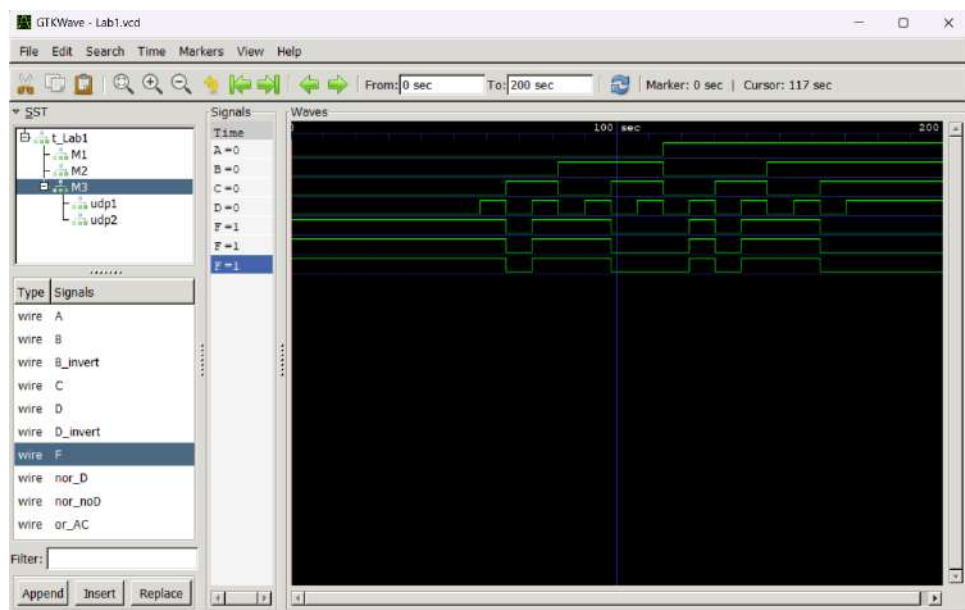 GTKWave - Lab1.vcd
File Edit Search Time Markers View Help
From: 0 sec To: 200 sec Marker: 0 sec | Cursor: 117 sec
SST
t_Lab1
M1
M2
M3
udp1
udp2
Type Signals
wire A
wire B
wire B_invert
wire C
wire D
wire D_invert
wire F
wire nor_D
wire nor_noD
wire or_AC
Filter:
Append Insert Replace
Signals
Time
A=0
B=0
C=0
D=0
F=1
F=1
F=1
Waves
100 sec 200